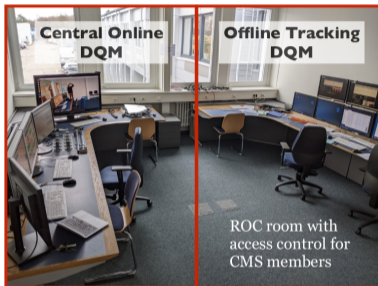 Central Online
DQM
Offline Tracking
DQM
ROC room with
access control for
CMS members